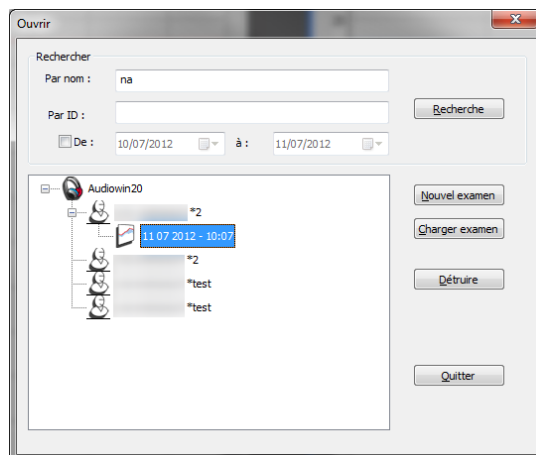 Ouvrir
Rechercher
Par nom : na
Par ID :
Recherche
De : 10/07/2012 à : 11/07/2012
Audiowin20
Nouvel examen
*2
11 07 2012 - 10:07
Charger examen
*2
*test
Détruire
*test
Quitter